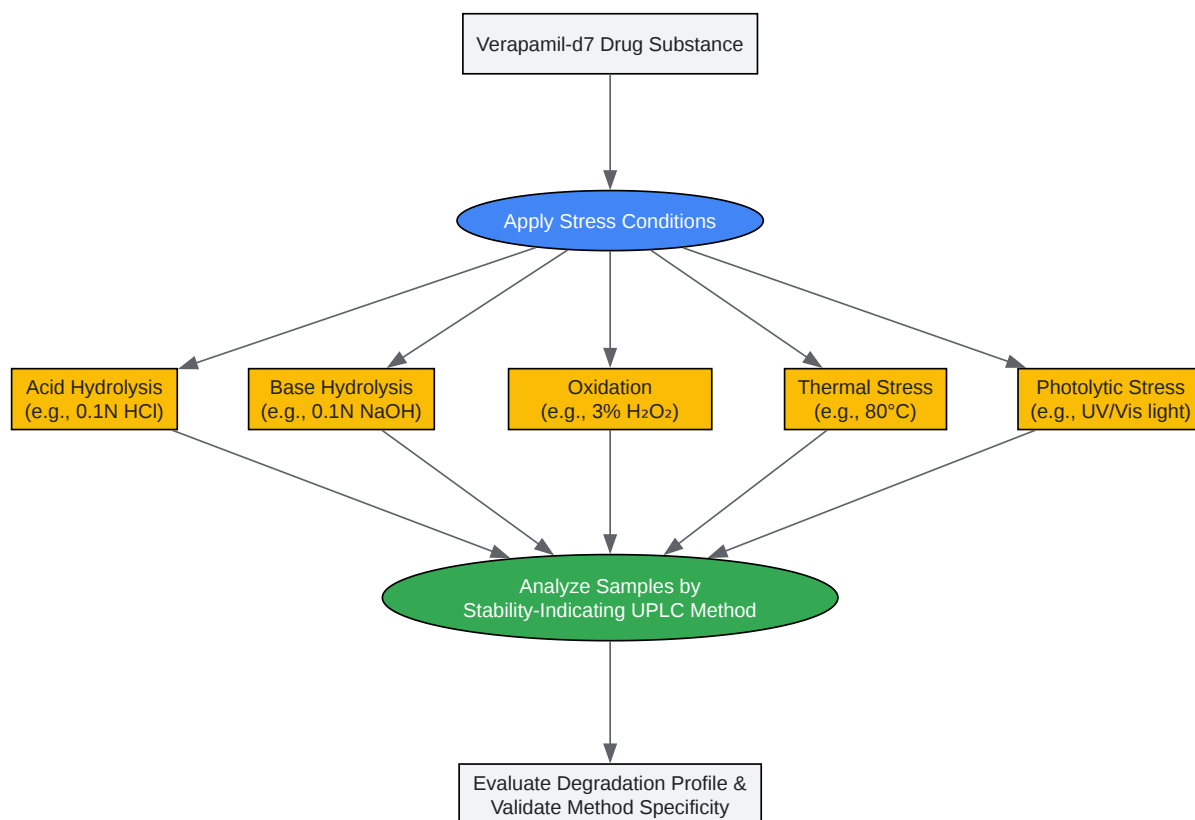 Verapamil-d7 Drug Substance
Apply Stress Conditions
Acid Hydrolysis
(e.g., 0.1N HCl)
Base Hydrolysis
(e.g., 0.1N NaOH)
Oxidation
(e.g., 3% H₂O₂)
Thermal Stress
(e.g., 80°C)
Photolytic Stress
(e.g., UV/Vis light)
Analyze Samples by
Stability-Indicating UPLC Method
Evaluate Degradation Profile &
Validate Method Specificity